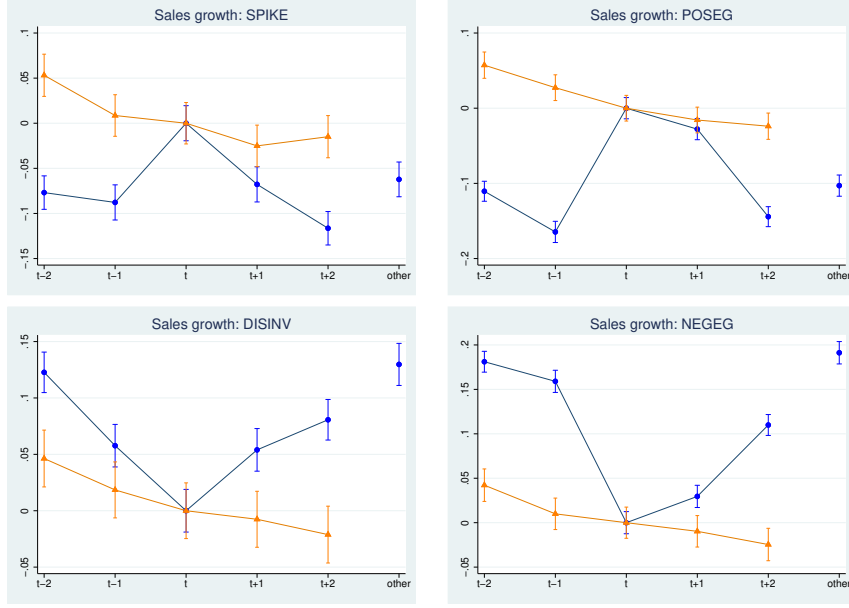 Sales growth: SPIKE
.1
.05
0
−.05
−.1
−.15
t−2
t−1
t
t+1
t+2
other
Sales growth: POSEG
.1
0
−.1
−.2
t−2
t−1
t
t+1
t+2
other
Sales growth: DISINV
.15
.1
.05
0
−.05
t−2
t−1
t
t+1
t+2
other
Sales growth: NEGEG
.2
.15
.1
.05
0
−.05
t−2
t−1
t
t+1
t+2
other